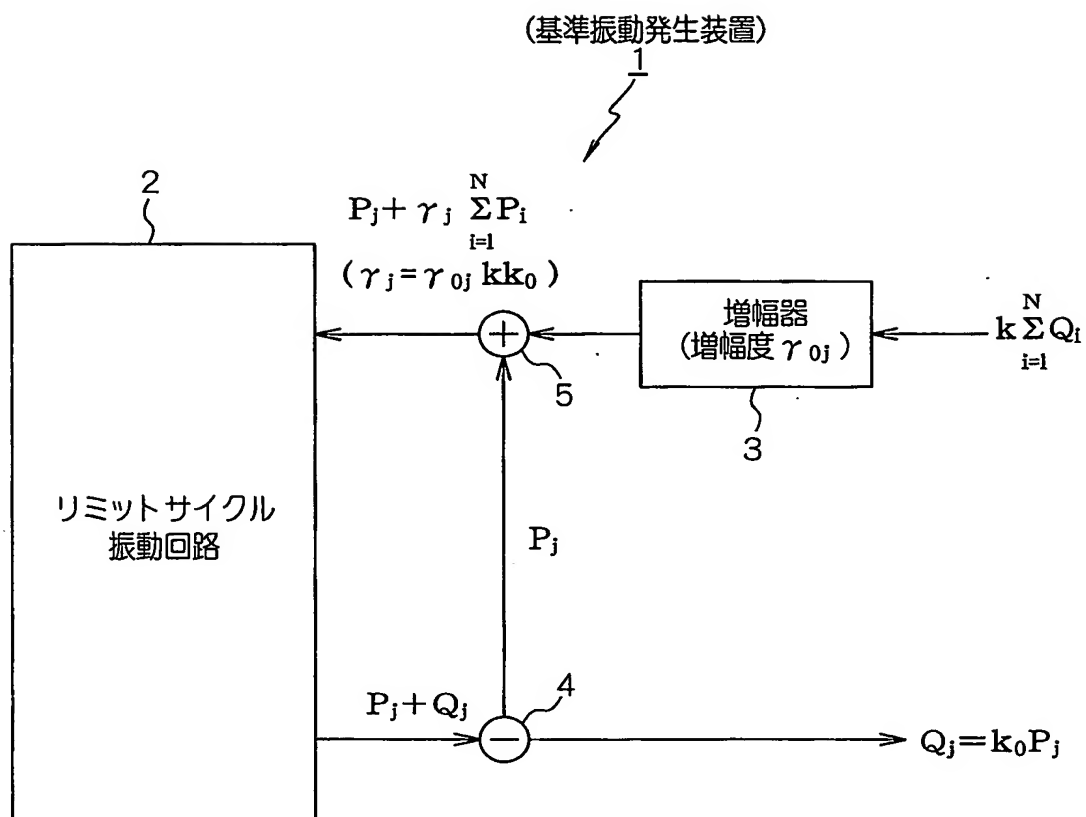 (基準振動発生装置)
1
2
P_j + γ_j Σ_{i=1}^{N} P_i
(γ_j = γ_{0j} kk_0)
増幅器
(増幅度 γ_{0j})
k Σ_{i=1}^{N} Q_i
5
3
リミットサイクル
振動回路
P_j
P_j + Q_j
4
Q_j = k_0 P_j